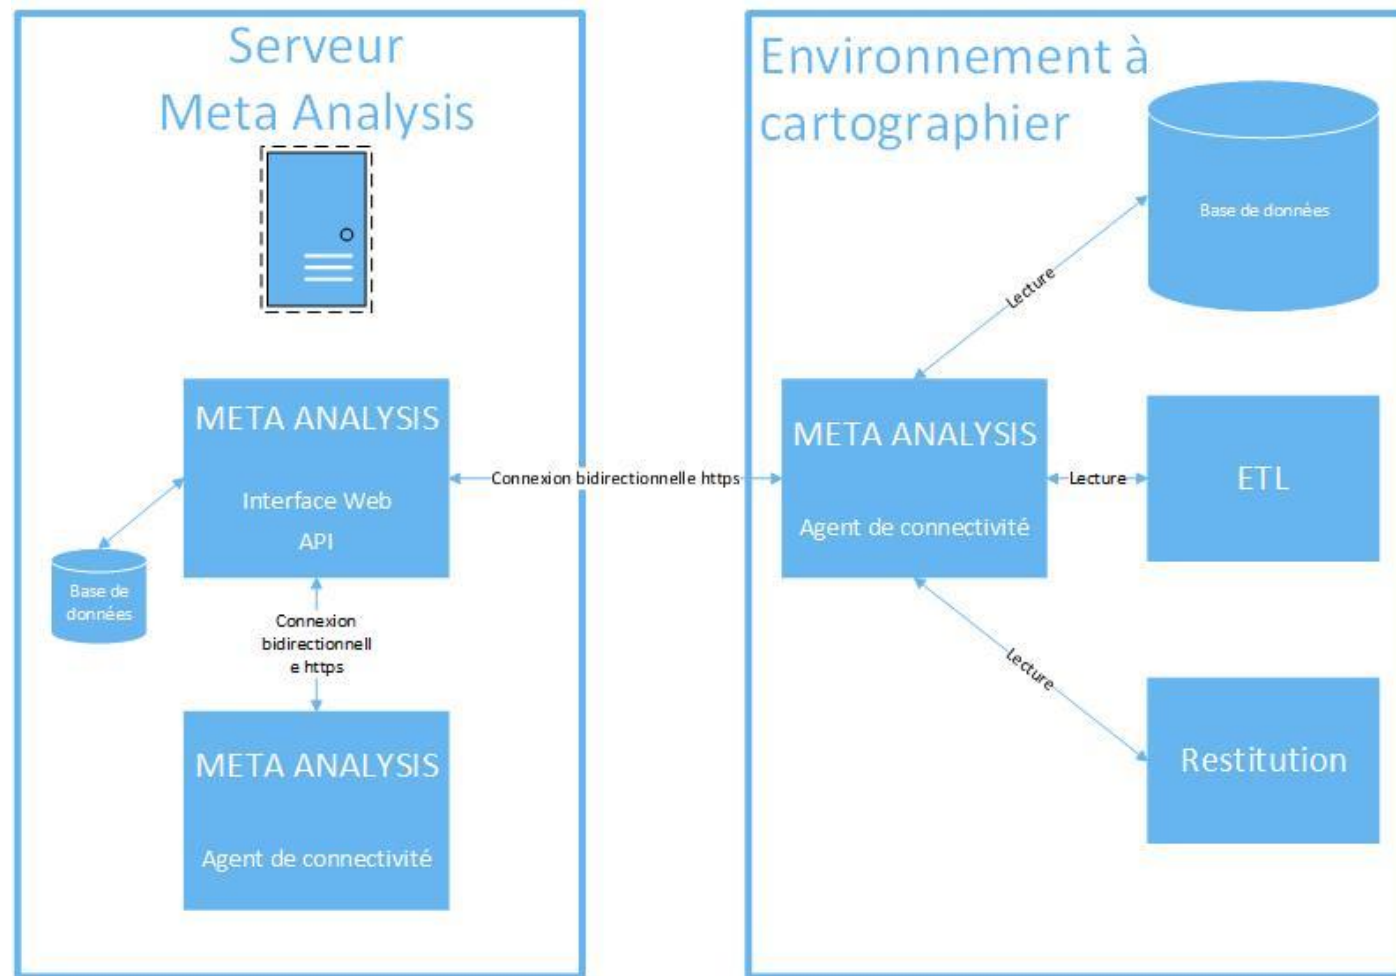 Serveur
Meta Analysis
META ANALYSIS
Interface Web
API
Base de
données
Connexion
bidirectionnell
e https
META ANALYSIS
Agent de connectivité
Connexion bidirectionnelle https
Environnement à
cartographier
Base de données
Lecture
META ANALYSIS
Agent de connectivité
Lecture
ETL
Lecture
Restitution